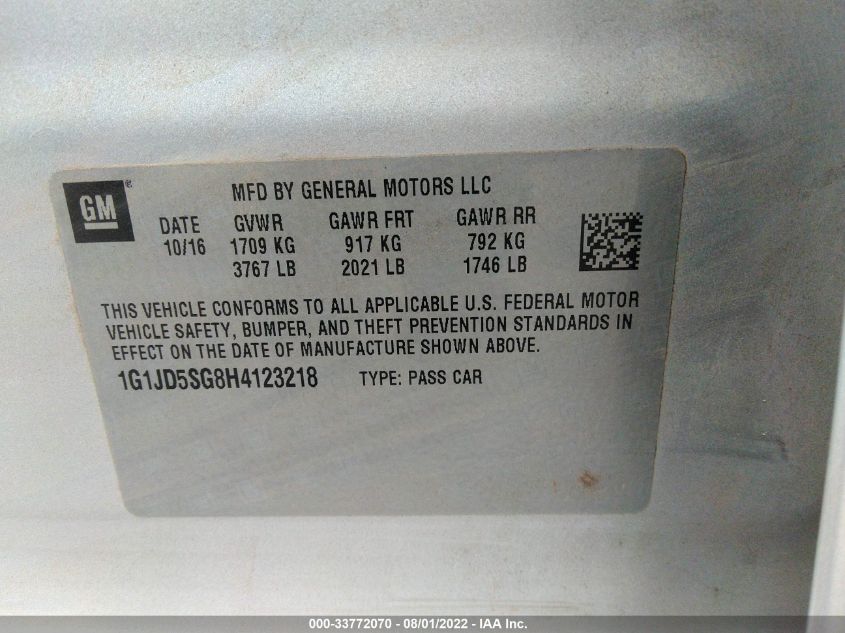 GM®
MFD BY GENERAL MOTORS LLC
DATE GVWR GAWR FRT GAWR RR
10/16 1709 KG 917 KG 792 KG
3767 LB 2021 LB 1746 LB
THIS VEHICLE CONFORMS TO ALL APPLICABLE U.S. FEDERAL MOTOR
VEHICLE SAFETY, BUMPER, AND THEFT PREVENTION STANDARDS IN
EFFECT ON THE DATE OF MANUFACTURE SHOWN ABOVE.
1G1JD5SG8H4123218 TYPE: PASS CAR
000-33772070 - 08/01/2022 - IAA Inc.